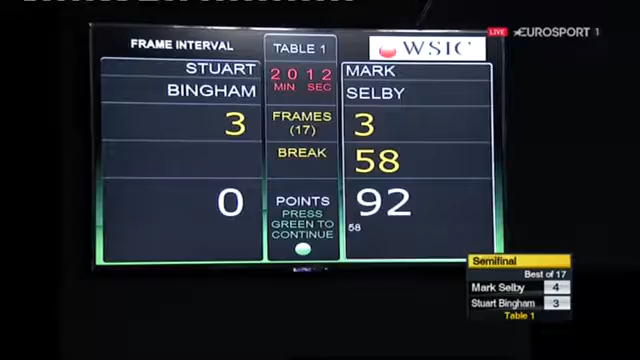 LIVE EUROSPORT 1
FRAME INTERVAL
TABLE 1
WSIC
STUART
BINGHAM
20 12
MIN SEC
MARK
SELBY
3
FRAMES
(17)
3
BREAK
58
0
POINTS
PRESS
GREEN TO
CONTINUE
92
58
Semifinal
Best of 17
Mark Selby 4
Stuart Bingham 3
Table 1